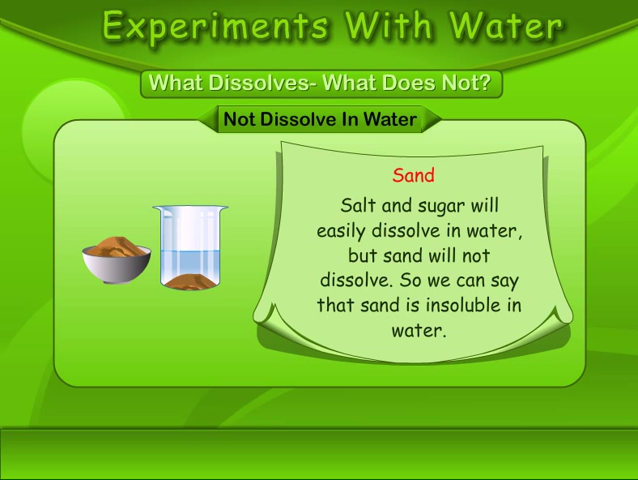 Experiments With Water
What Dissolves- What Does Not?
Not Dissolve In Water
Sand
Salt and sugar will
easily dissolve in water,
but sand will not
dissolve. So we can say
that sand is insoluble in
water.